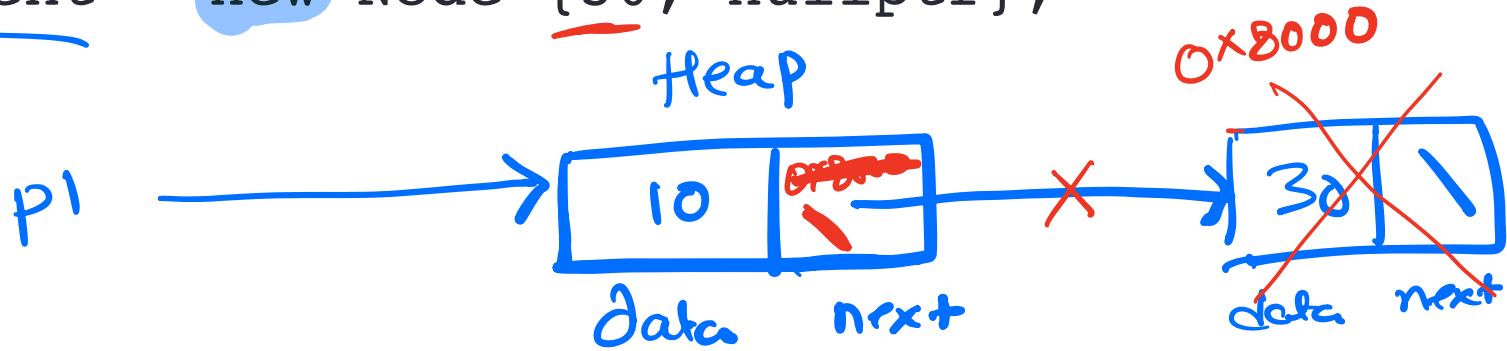 new Node {30, nullptr};
Heap
0x8000
p1
10
30
data next
data next